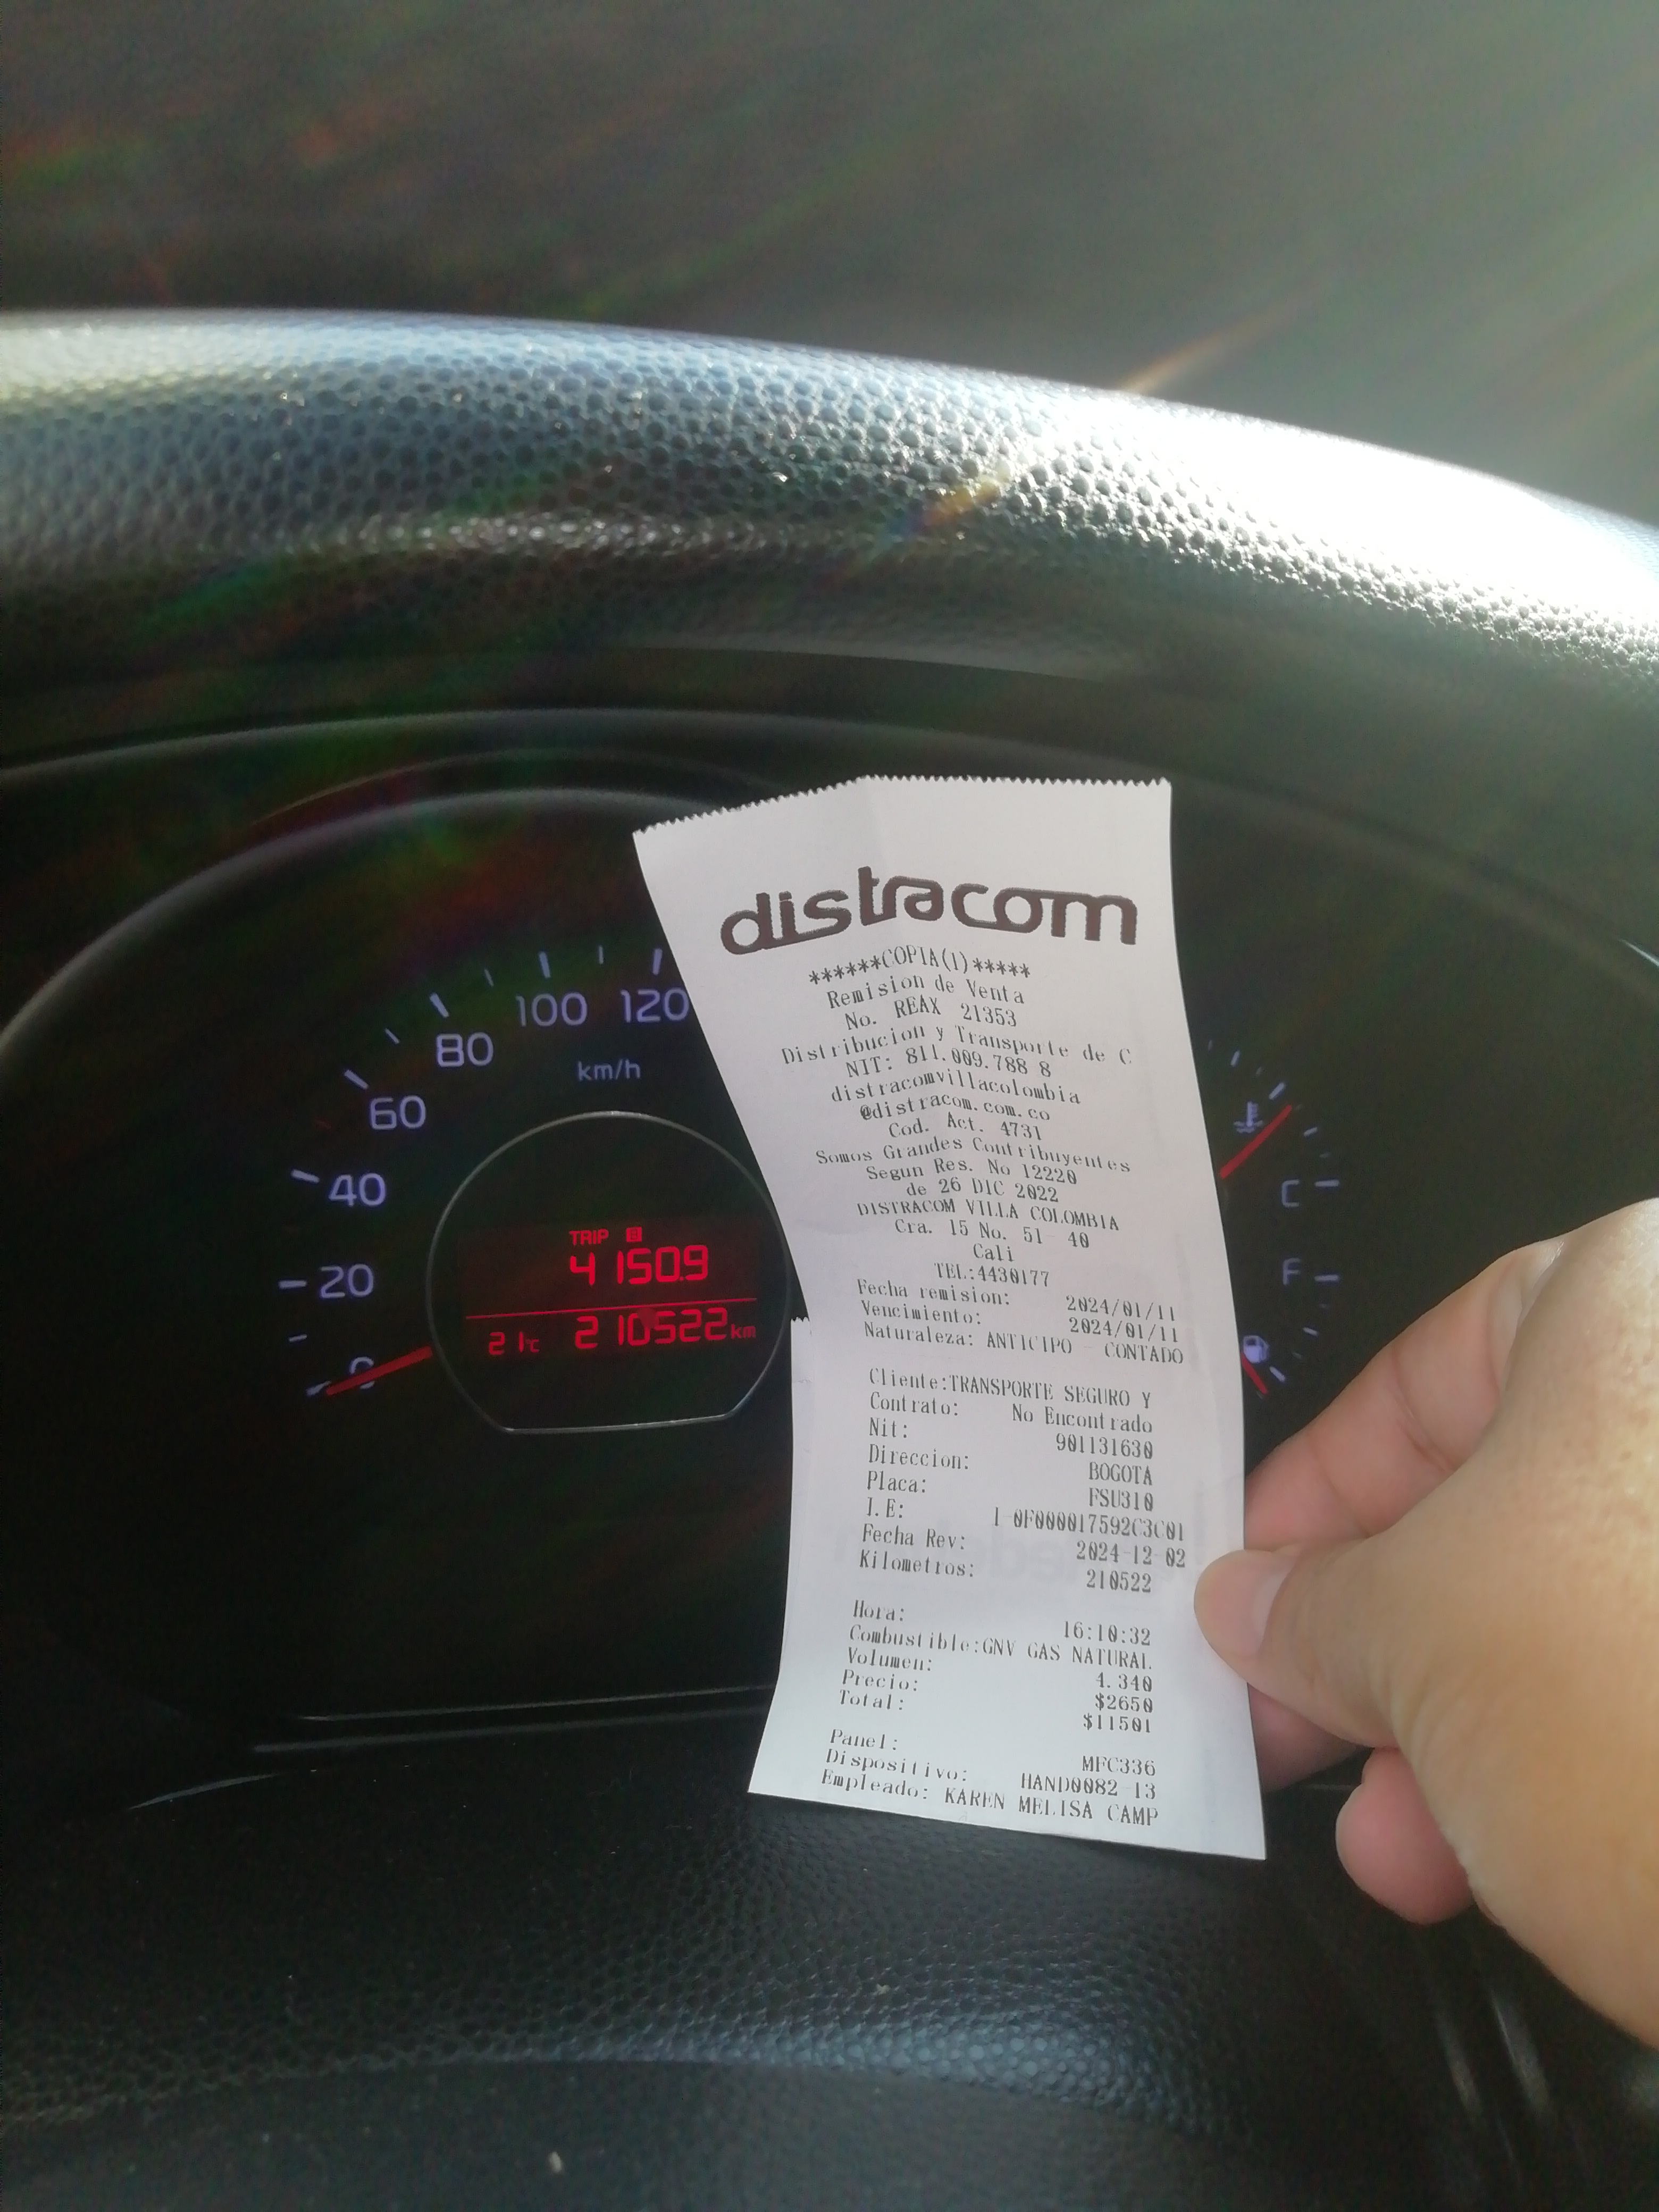 distracom
******COPIA(1)*****
Remision de Venta
No. REAX 21353
Distribucion y Transporte de C
NIT: 811.009.788 8
distracomvillacolombia
@distracom.com.co
Cod. Act. 4731
Somos Grandes Contribuyentes
Segun Res. No 12220
de 26 DIC 2022
DISTRACOM VILLA COLOMBIA
Cra. 15 No. 51 40
Cali
TEL:4430177
Fecha remision: 2024/01/11
Vencimiento: 2024/01/11
Naturaleza: ANTICIPO - CONTADO
Cliente:TRANSPORTE SEGURO Y
Contrato: No Encontrado
Nit: 901131630
Direccion: BOGOTA
Placa: FSU310
I.E: 1-0F000017592C3C01
Fecha Rev: 2024-12-02
Kilometros: 210522
Hora: 16:10:32
Combustible:GNV GAS NATURAL
Volumen: 4.340
Precio: $2650
Total: $11501
Panel: MFC336
Dispositivo: HAND0082-13
Empleado: KAREN MELISA CAMP
0
20
40
60
80
100
120
km/h
TRIP B
4150.9
21°C 210522km
C
F